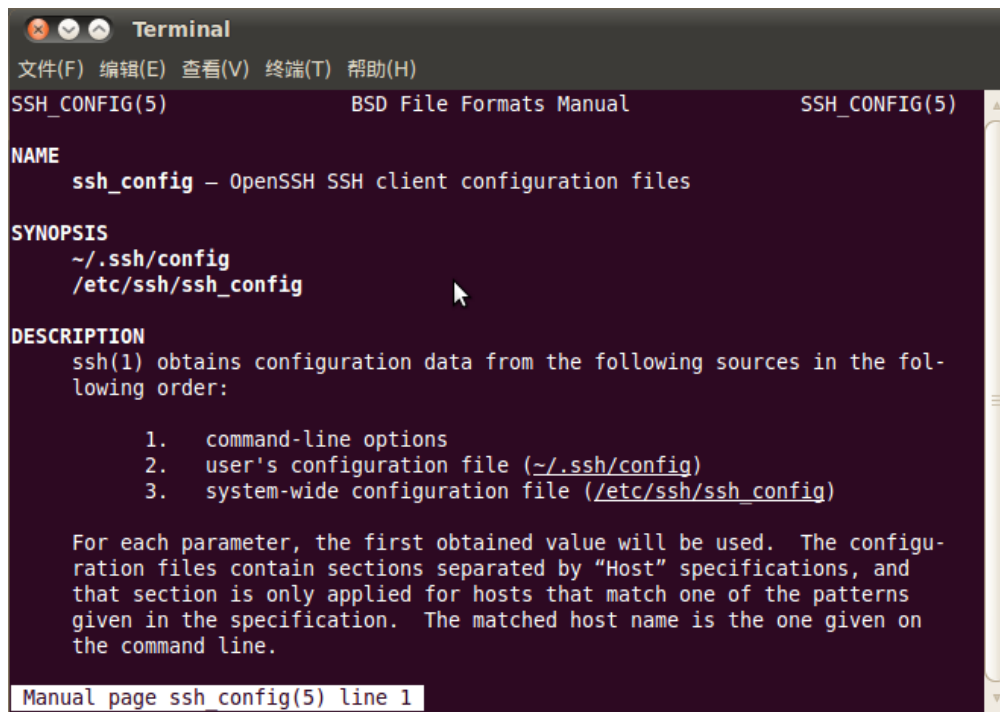 Terminal
文件(F) 编辑(E) 查看(V) 终端(T) 帮助(H)
SSH_CONFIG(5) BSD File Formats Manual SSH_CONFIG(5)
NAME
ssh_config — OpenSSH SSH client configuration files
SYNOPSIS
~/.ssh/config
/etc/ssh/ssh_config
DESCRIPTION
ssh(1) obtains configuration data from the following sources in the fol-
lowing order:
1. command-line options
2. user's configuration file (~/.ssh/config)
3. system-wide configuration file (/etc/ssh/ssh_config)
For each parameter, the first obtained value will be used. The configu-
ration files contain sections separated by “Host” specifications, and
that section is only applied for hosts that match one of the patterns
given in the specification. The matched host name is the one given on
the command line.
Manual page ssh_config(5) line 1